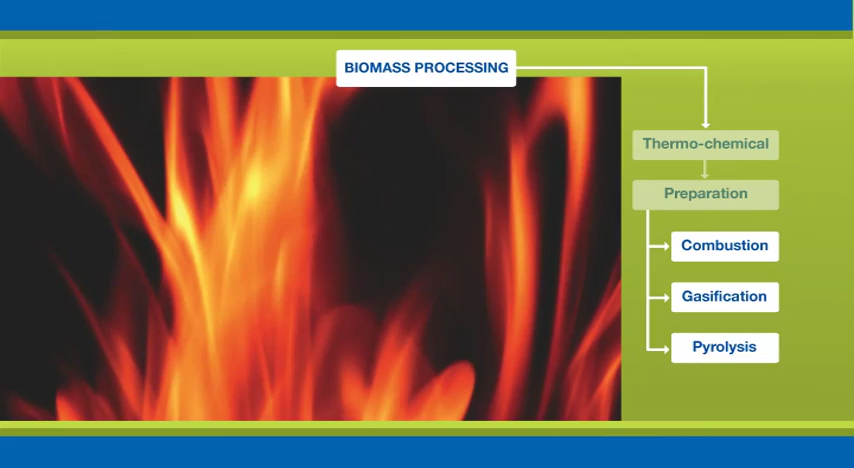 BIOMASS PROCESSING
Thermo-chemical
Preparation
Combustion
Gasification
Pyrolysis